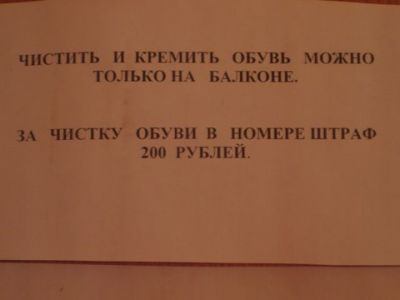 ЧИСТИТЬ И КРЕМИТЬ ОБУВЬ МОЖНО
ТОЛЬКО НА БАЛКОНЕ.
ЗА ЧИСТКУ ОБУВИ В НОМЕРЕ ШТРАФ
200 РУБЛЕЙ.